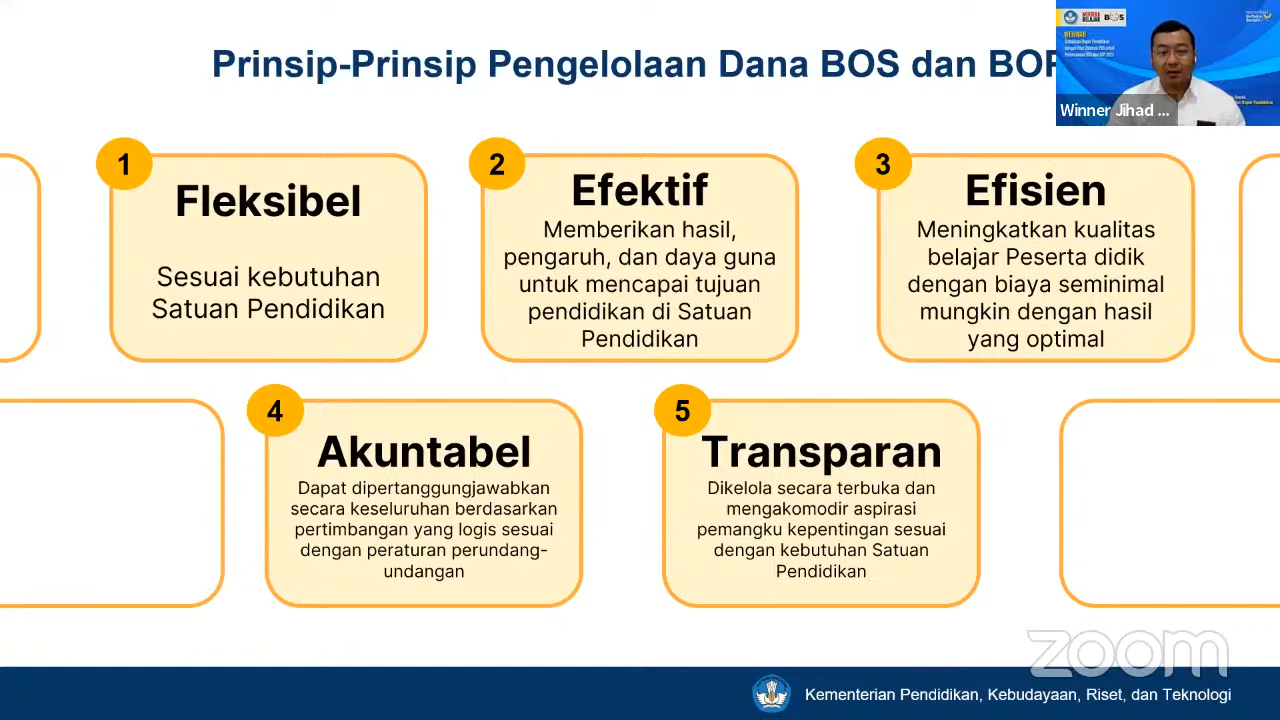 Prinsip-Prinsip Pengelolaan Dana BOS dan BOP
WEBINAR
Winner Jihad ...
1
Fleksibel
Sesuai kebutuhan
Satuan Pendidikan
2
Efektif
Memberikan hasil,
pengaruh, dan daya guna
untuk mencapai tujuan
pendidikan di Satuan
Pendidikan
3
Efisien
Meningkatkan kualitas
belajar Peserta didik
dengan biaya seminimal
mungkin dengan hasil
yang optimal
4
Akuntabel
Dapat dipertanggungjawabkan
secara keseluruhan berdasarkan
pertimbangan yang logis sesuai
dengan peraturan perundang-
undangan
5
Transparan
Dikelola secara terbuka dan
mengakomodir aspirasi
pemangku kepentingan sesuai
dengan kebutuhan Satuan
Pendidikan
zoom
Kementerian Pendidikan, Kebudayaan, Riset, dan Teknologi